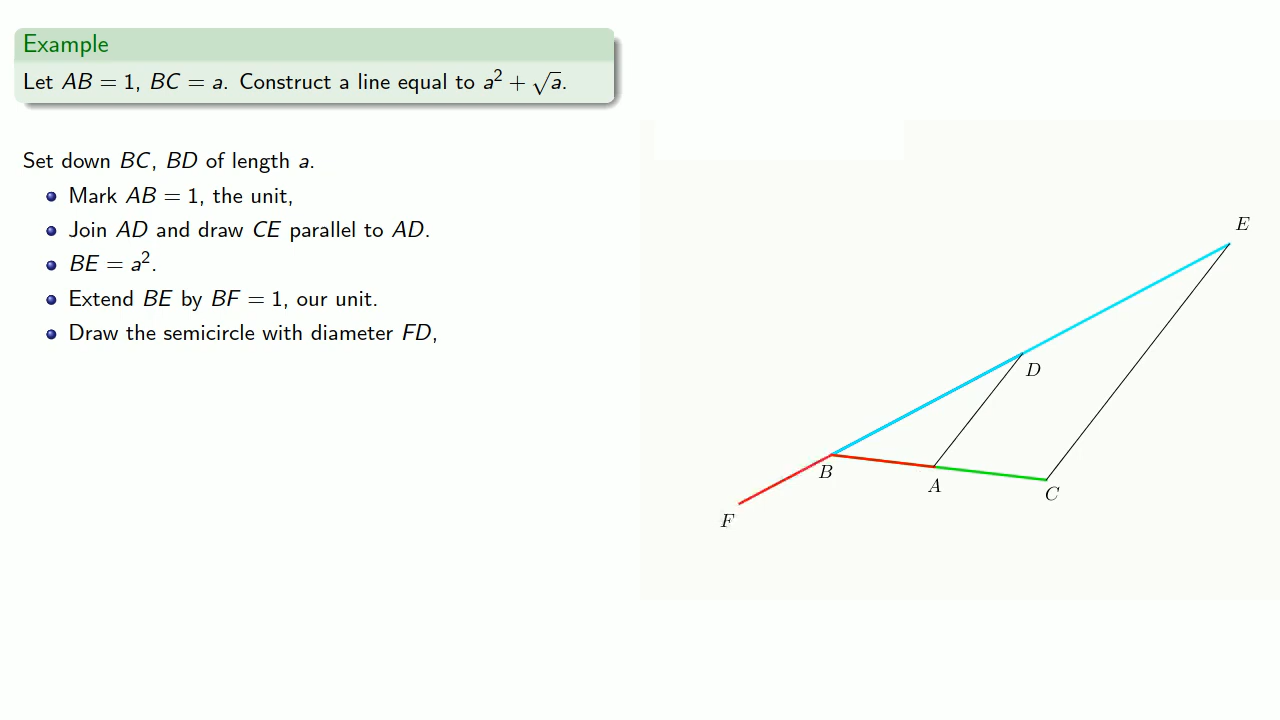 Example
Let AB = 1, BC = a. Construct a line equal to a² + √a.
Set down BC, BD of length a.
Mark AB = 1, the unit,
Join AD and draw CE parallel to AD.
BE = a².
Extend BE by BF = 1, our unit.
Draw the semicircle with diameter FD,
E
D
B
A
C
F